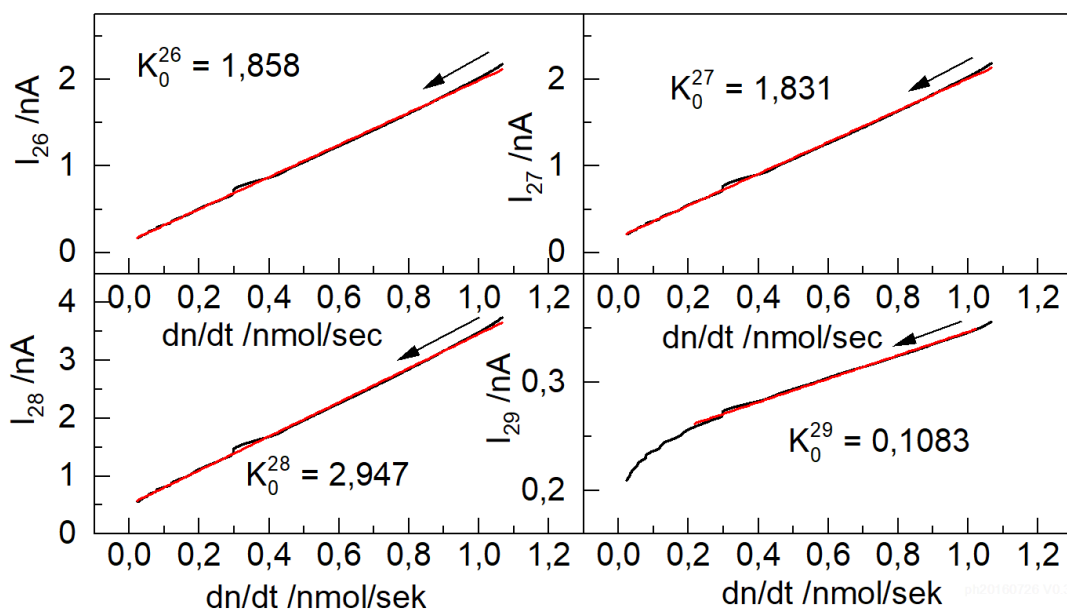 I₂₆ /nA
2
1
0
K₀²⁶ = 1,858
0,0 0,2 0,4 0,6 0,8 1,0 1,2
dn/dt /nmol/sec
I₂₇ /nA
2
1
0
K₀²⁷ = 1,831
0,0 0,2 0,4 0,6 0,8 1,0 1,2
dn/dt /nmol/sec
I₂₈ /nA
4
3
2
1
0
K₀²⁸ = 2,947
0,0 0,2 0,4 0,6 0,8 1,0 1,2
dn/dt /nmol/sek
I₂₉ /nA
0,3
0,2
K₀²⁹ = 0,1083
0,0 0,2 0,4 0,6 0,8 1,0 1,2
dn/dt /nmol/sek